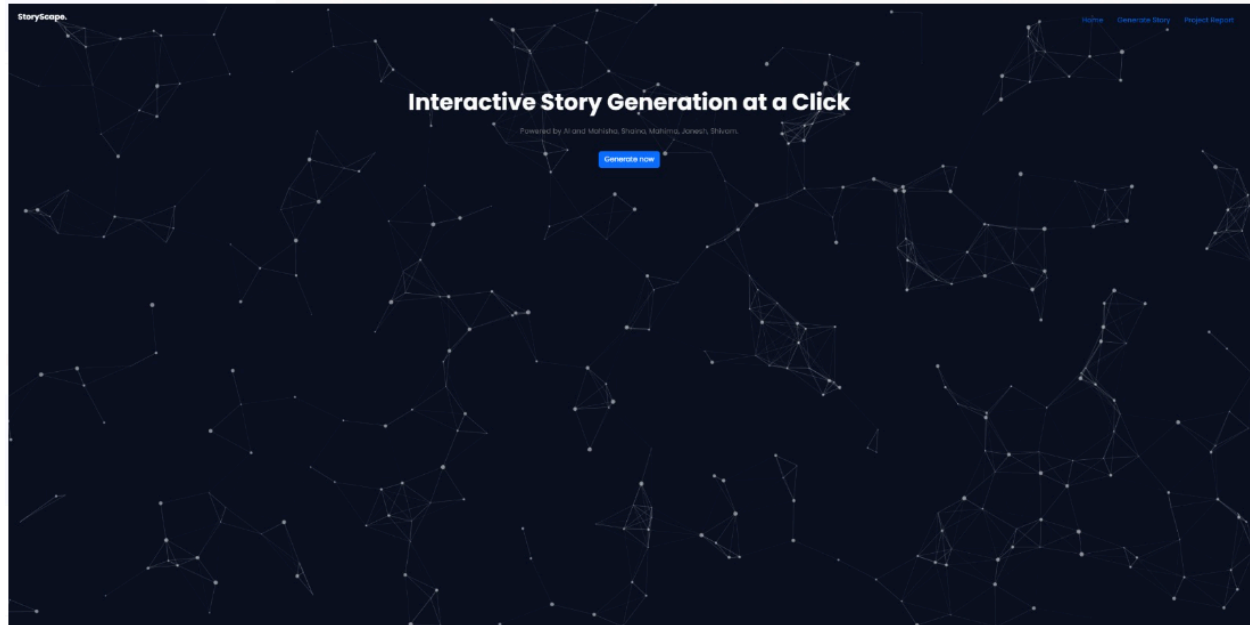 StoryScape.
Home Generate Story Project Report
Interactive Story Generation at a Click
Powered by AI and Mahisha, Shaina, Mahima, Janesh, Shivam.
Generate now